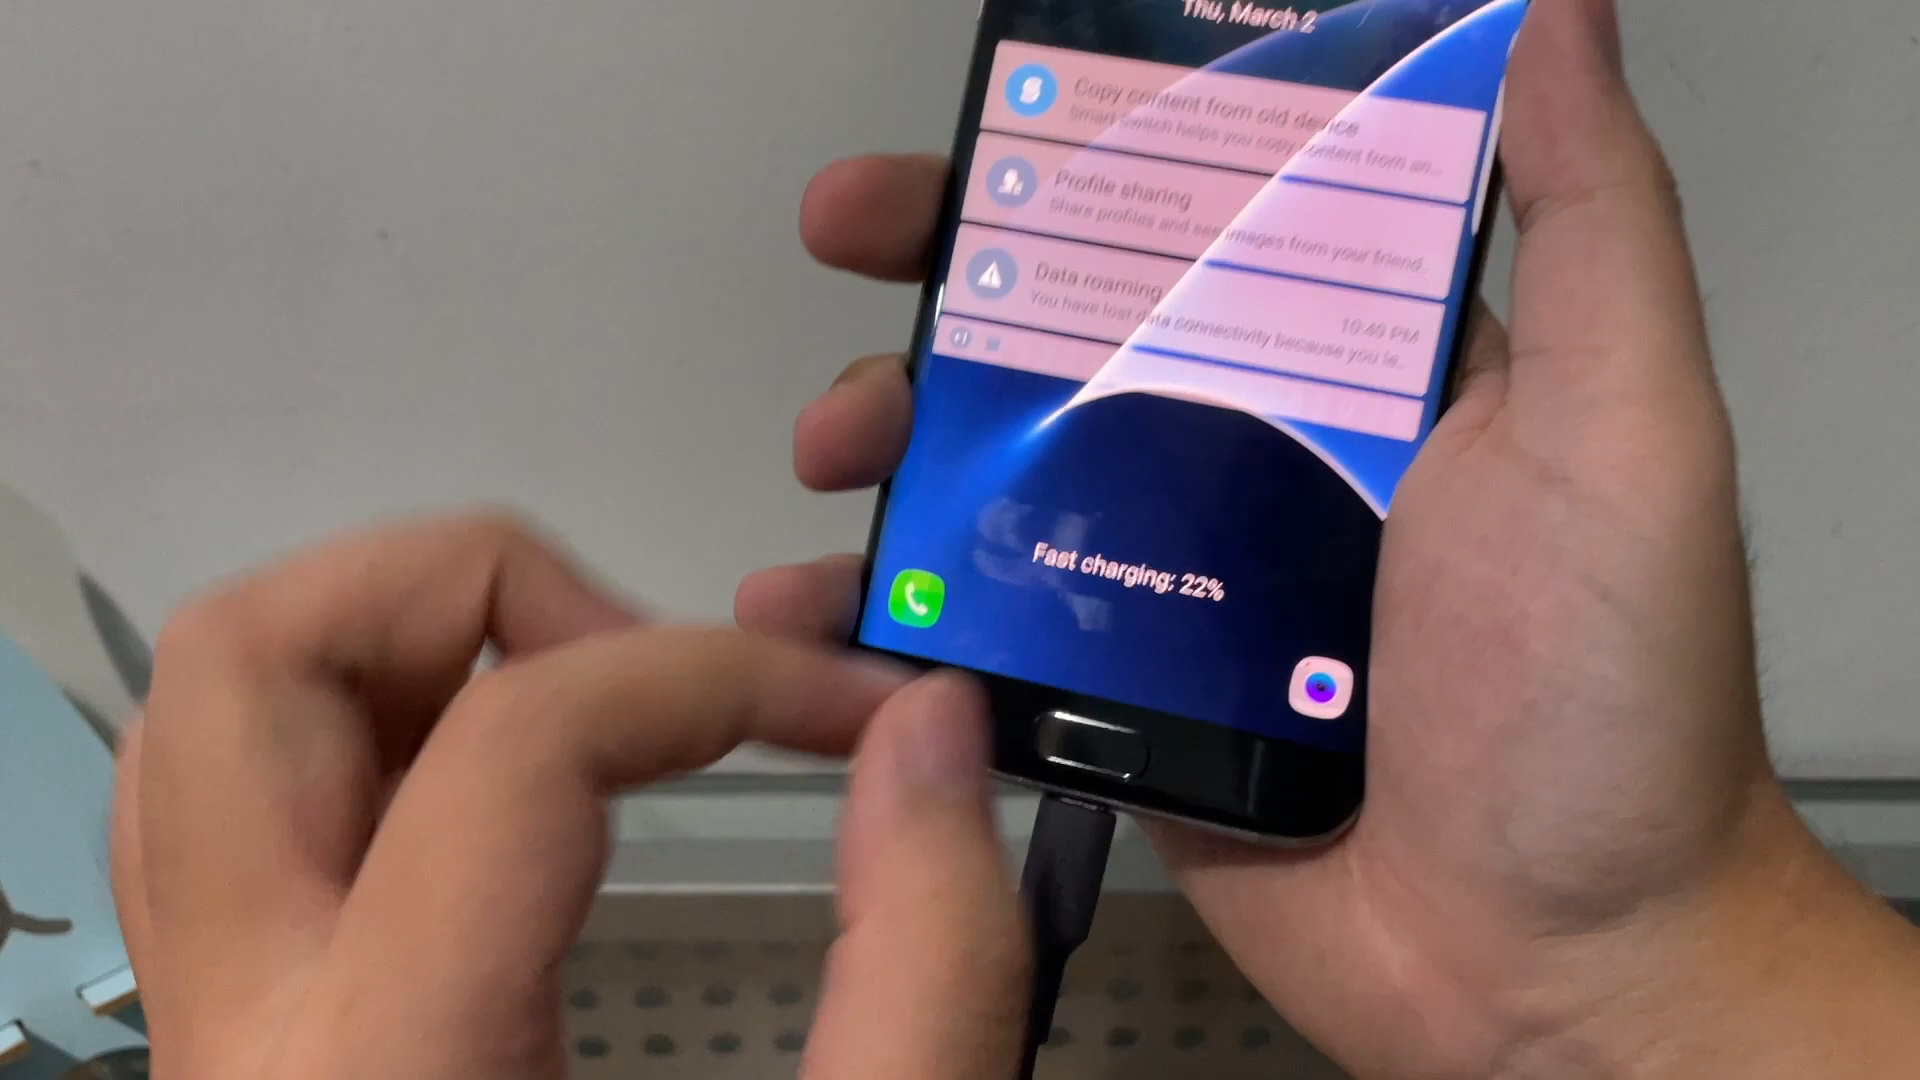 Thu, March 2
Copy content from old device
Smart Switch helps you copy content from an...
Profile sharing
Share profiles and see images from your friend...
Data roaming
10:49 PM
You have lost data connectivity because you le...
+1
Fast charging: 22%